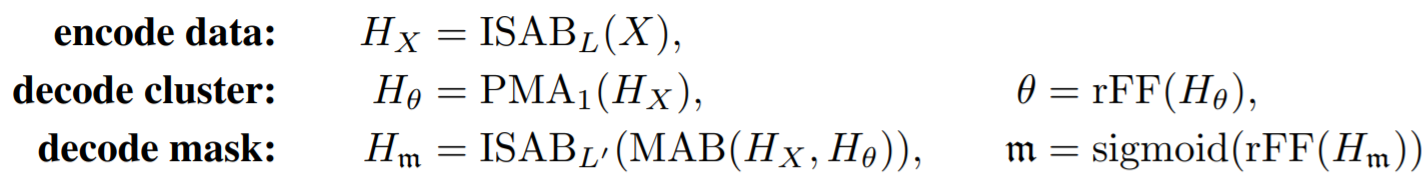 encode data: H_X = ISAB_L(X),
decode cluster: H_θ = PMA_1(H_X), θ = rFF(H_θ),
decode mask: H_𝔪 = ISAB_{L′}(MAB(H_X, H_θ)), 𝔪 = sigmoid(rFF(H_𝔪))